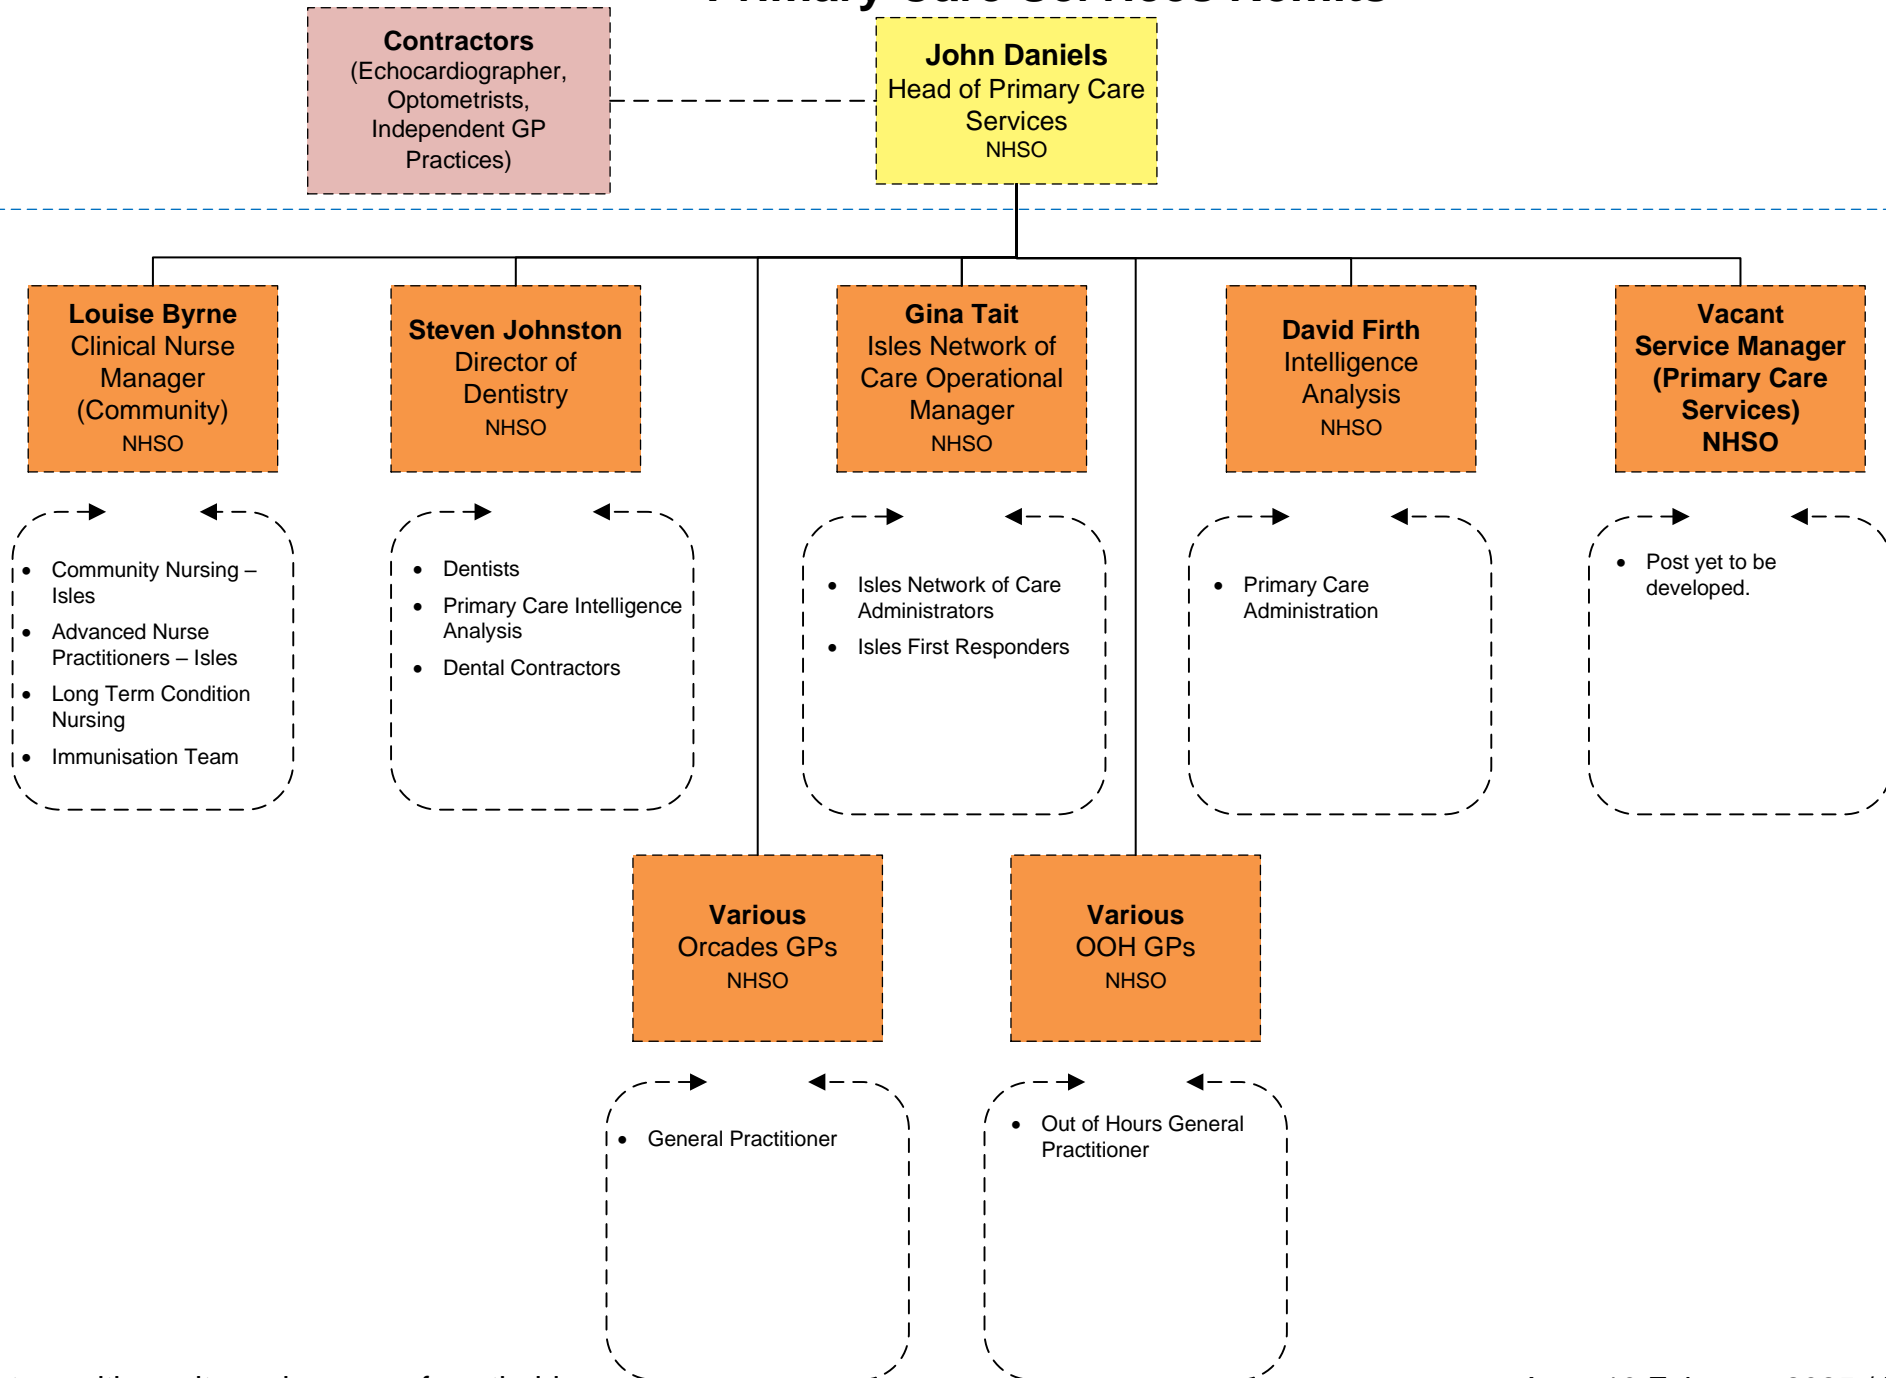 Primary Care Services Remits
Contractors
(Echocardiographer,
Optometrists,
Independent GP
Practices)
John Daniels
Head of Primary Care
Services
NHSO
Louise Byrne
Clinical Nurse
Manager
(Community)
NHSO
Steven Johnston
Director of
Dentistry
NHSO
Gina Tait
Isles Network of
Care Operational
Manager
NHSO
David Firth
Intelligence
Analysis
NHSO
Vacant
Service Manager
(Primary Care
Services)
NHSO
• Community Nursing –
Isles
• Advanced Nurse
Practitioners – Isles
• Long Term Condition
Nursing
• Immunisation Team
• Dentists
• Primary Care Intelligence
Analysis
• Dental Contractors
• Isles Network of Care
Administrators
• Isles First Responders
• Primary Care
Administration
• Post yet to be
developed.
Various
Orcades GPs
NHSO
Various
OOH GPs
NHSO
• General Practitioner
• Out of Hours General
Practitioner